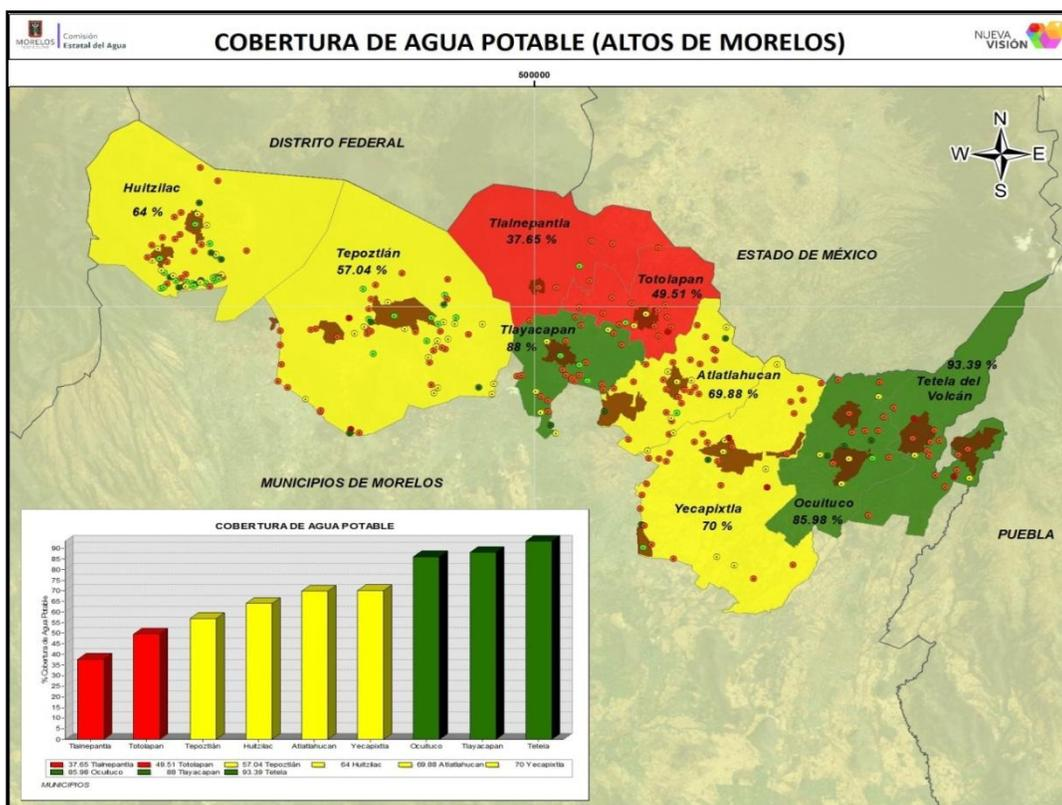 MORELOS
Comisión
Estatal del Agua
COBERTURA DE AGUA POTABLE (ALTOS DE MORELOS)
NUEVA
VISIÓN
500000
DISTRITO FEDERAL
N
W E
S
Huitzilac
64 %
Tlalnepantla
37.65 %
Tepoztlán
57.04 %
ESTADO DE MÉXICO
Totolapan
49.51 %
Tlayacapan
88 %
93.39 %
Tetela del
Volcán
Atlatlahucan
69.88 %
MUNICIPIOS DE MORELOS
Yecapixtla
70 %
Ocuituco
85.98 %
PUEBLA
COBERTURA DE AGUA POTABLE
% Cobertura de Agua Potable
90
85
80
75
70
65
60
55
50
45
40
35
30
25
20
15
10
5
0
Tlalnepantla Totolapan Tepoztlán Huitzilac Atlatlahucan Yecapixtla Ocuituco Tlayacapan Tetela
37.65 Tlalnepantla 49.51 Totolapan 57.04 Tepoztlán 64 Huitzilac 69.88 Atlatlahucan 70 Yecapixtla
85.98 Ocuituco 88 Tlayacapan 93.39 Tetela
MUNICIPIOS